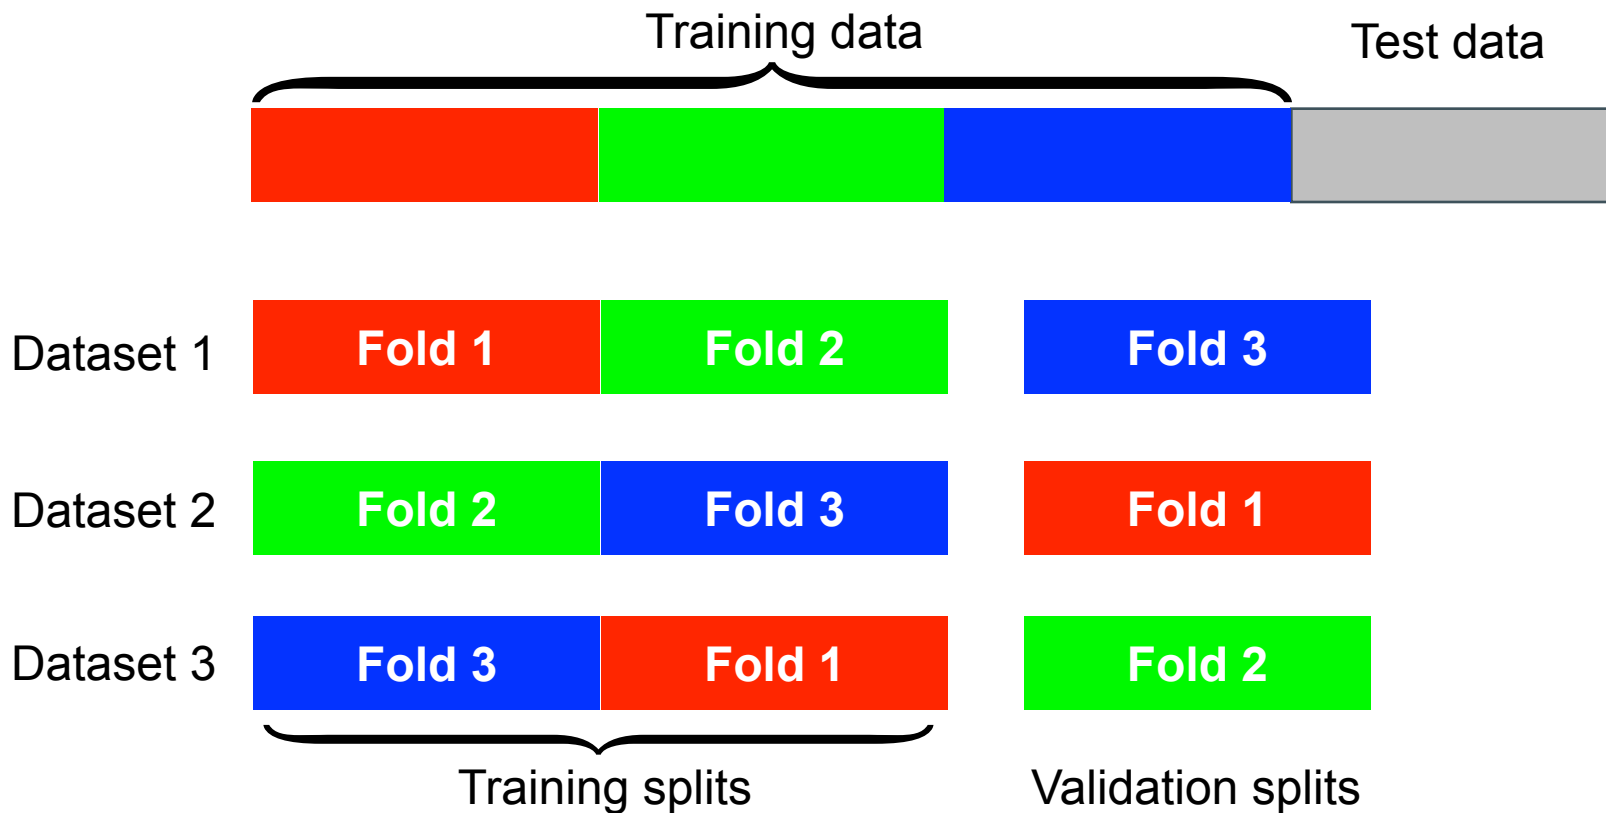 Training data
Test data
Dataset 1
Fold 1
Fold 2
Fold 3
Dataset 2
Fold 2
Fold 3
Fold 1
Dataset 3
Fold 3
Fold 1
Fold 2
Training splits
Validation splits